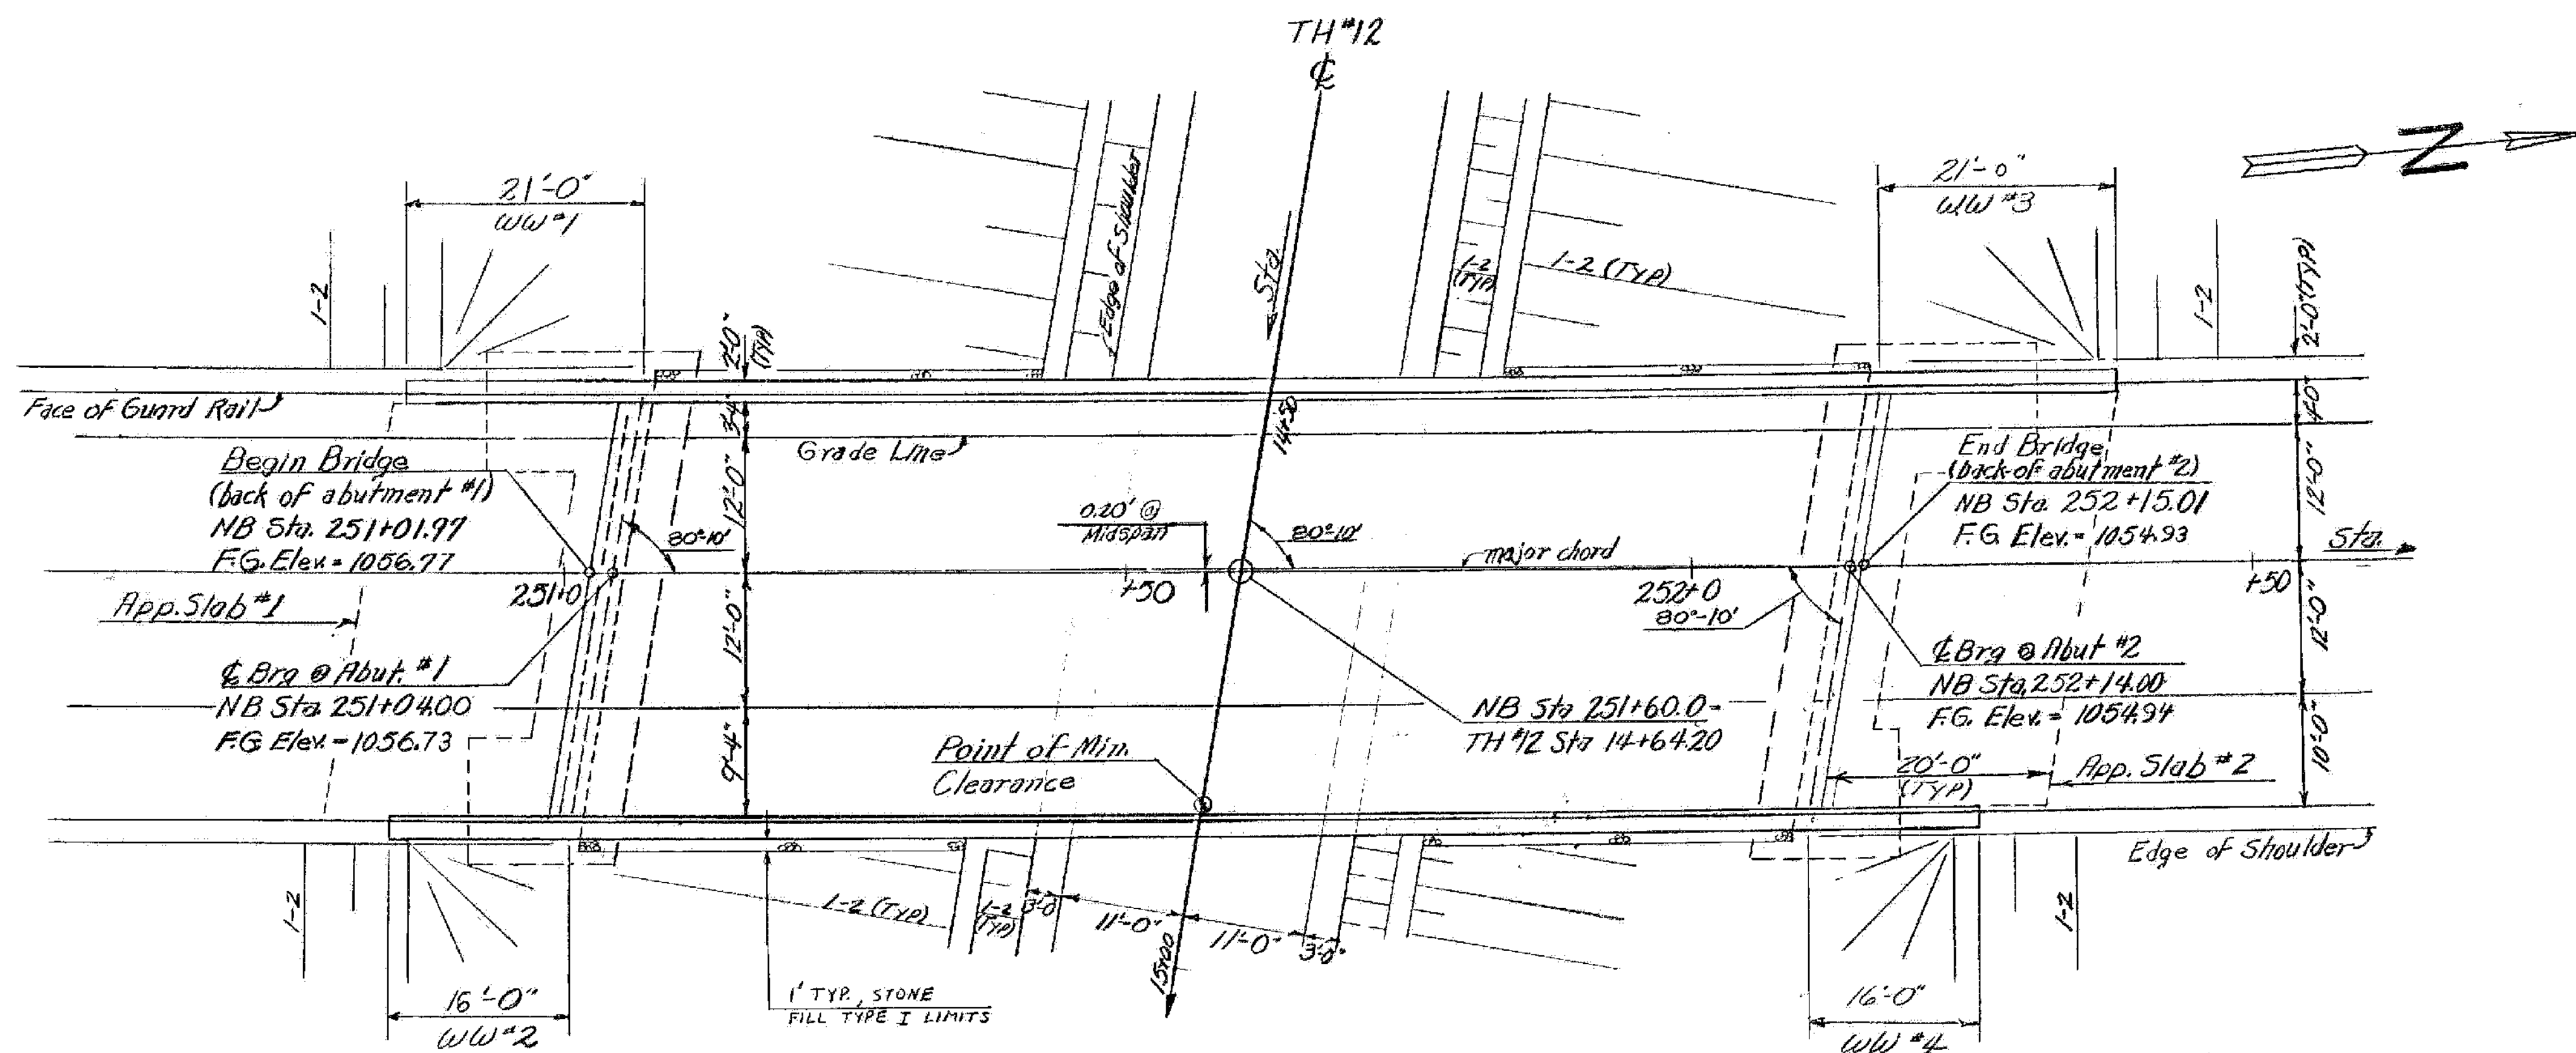 TH #12
℄
N
21'-0"
WW #1
21'-0"
WW #3
1-2
Edge of Shoulder
Sta.
1-2
(TYP)
1-2 (TYP)
1-2
2'-0" (TYP)
2'-0"
(TYP)
Face of Guard Rail
3'-4"
14+50
4'-0"
Grade Line
Begin Bridge
(back of abutment #1)
NB Sta. 251+01.97
F.G. Elev. = 1056.77
12'-0"
80°-10'
0.20' @
Midspan
80°-10'
major chord
End Bridge
(back of abutment #2)
NB Sta. 252+15.01
F.G. Elev. = 1054.93
12'-0"
Sta.
251+0
+50
252+0
+50
App. Slab #1
12'-0"
80°-10'
12'-0"
℄ Brg @ Abut. #1
NB Sta 251+04.00
F.G. Elev. = 1056.73
℄ Brg @ Abut #2
NB Sta. 252+14.00
F.G. Elev. = 1054.94
NB Sta 251+60.0 =
TH #12 Sta 14+64.20
9'-4"
Point of Min.
Clearance
20'-0"
(TYP)
App. Slab #2
10'-0"
Edge of Shoulder
1-2
1-2 (TYP)
1-2
(TYP)
3'-0"
11'-0"
11'-0"
3'-0"
1-2
15+00
16'-0"
WW #2
1' TYP., STONE
FILL TYPE I LIMITS
16'-0"
WW #4